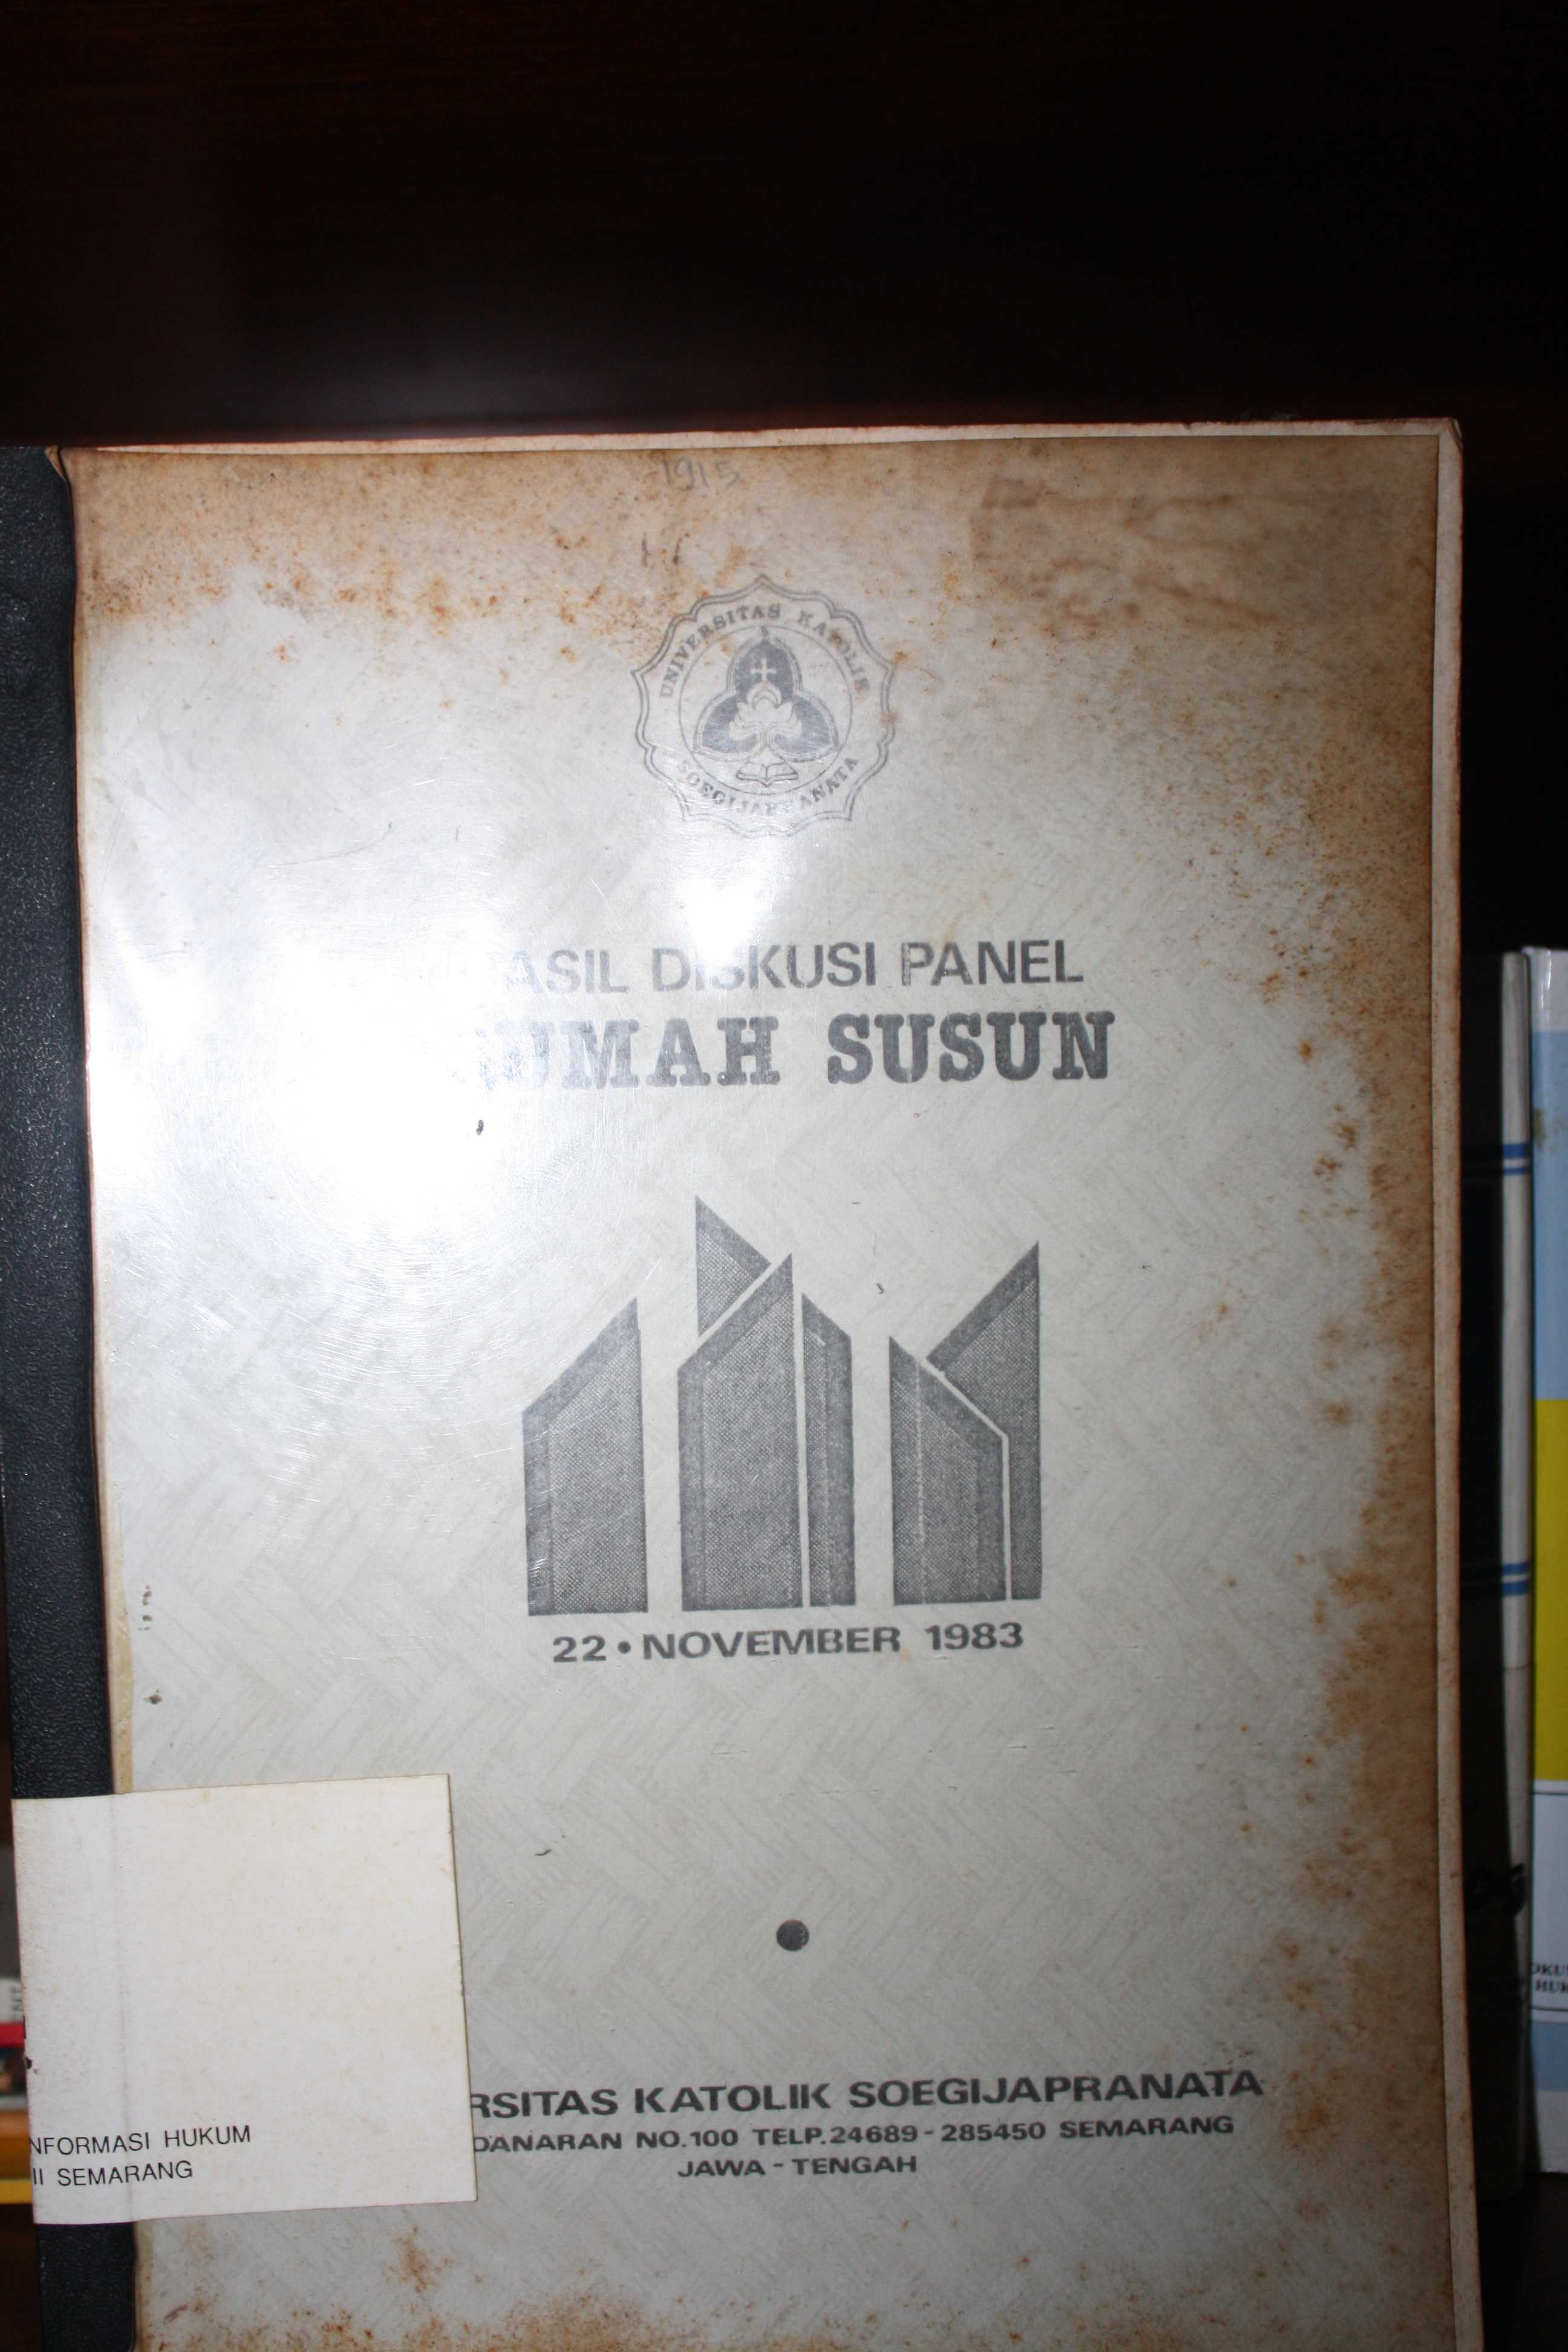 1915
UNIVERSITAS KATOLIK
SOEGIJAPRANATA
ASIL DISKUSI PANEL
UMAH SUSUN
22 • NOVEMBER 1983
RSITAS KATOLIK SOEGIJAPRANATA
DANARAN NO.100 TELP.24689-285450 SEMARANG
JAWA - TENGAH
NFORMASI HUKUM
II SEMARANG